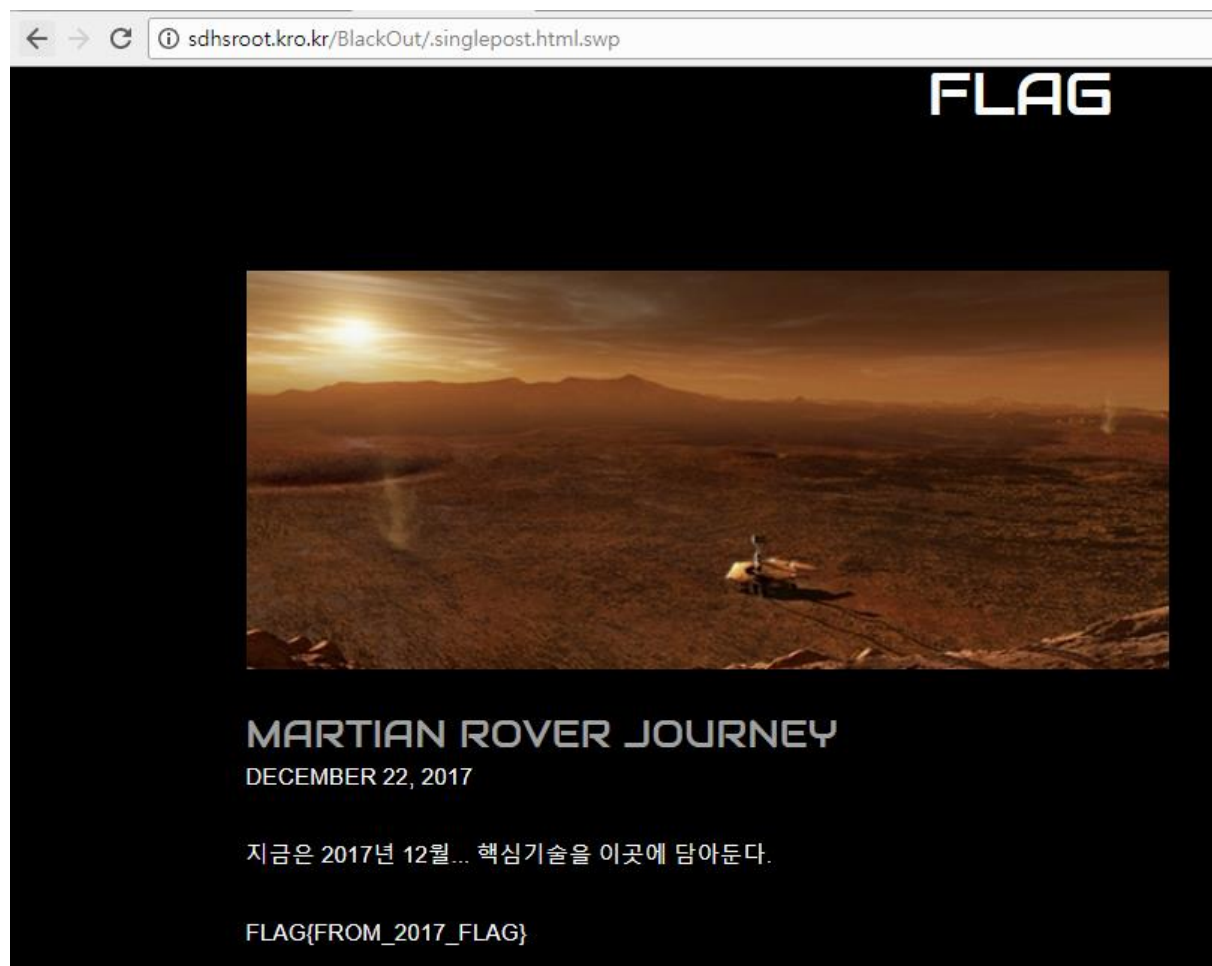 sdhsroot.kro.kr/BlackOut/.singlepost.html.swp
FLAG
MARTIAN ROVER JOURNEY
DECEMBER 22, 2017
지금은 2017년 12월... 핵심기술을 이곳에 담아둔다.
FLAG{FROM_2017_FLAG}